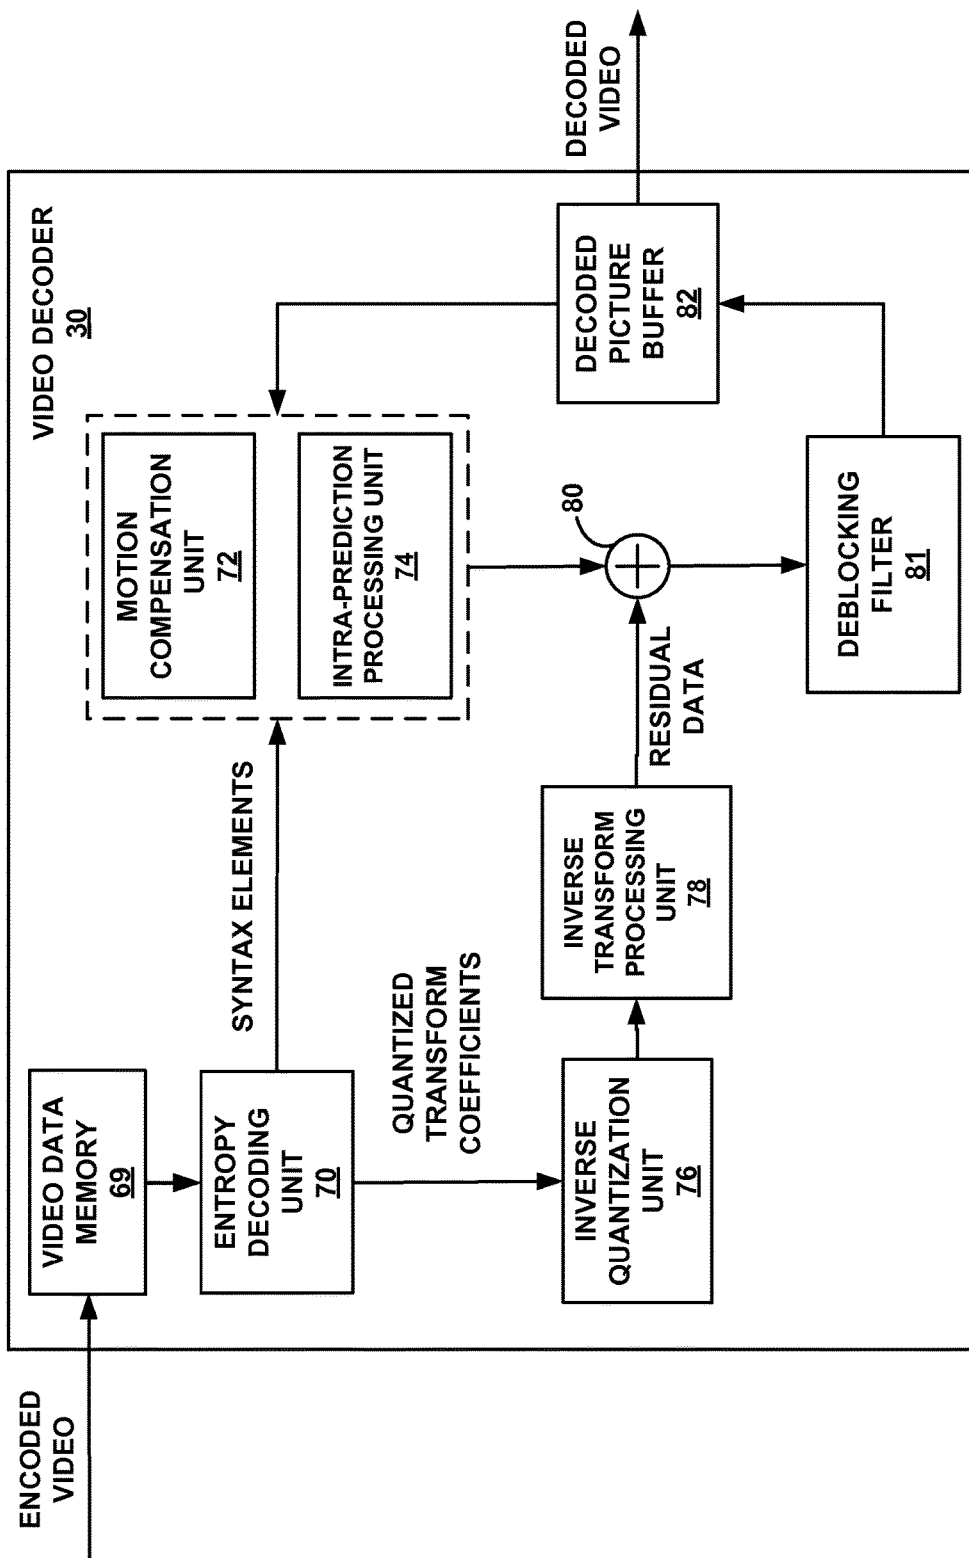 VIDEO DECODER
30
ENCODED
VIDEO
VIDEO DATA
MEMORY
69
ENTROPY
DECODING
UNIT
70
SYNTAX ELEMENTS
MOTION
COMPENSATION
UNIT
72
INTRA-PREDICTION
PROCESSING UNIT
74
QUANTIZED
TRANSFORM
COEFFICIENTS
INVERSE
QUANTIZATION
UNIT
76
INVERSE
TRANSFORM
PROCESSING
UNIT
78
RESIDUAL
DATA
80
DEBLOCKING
FILTER
81
DECODED
PICTURE
BUFFER
82
DECODED
VIDEO